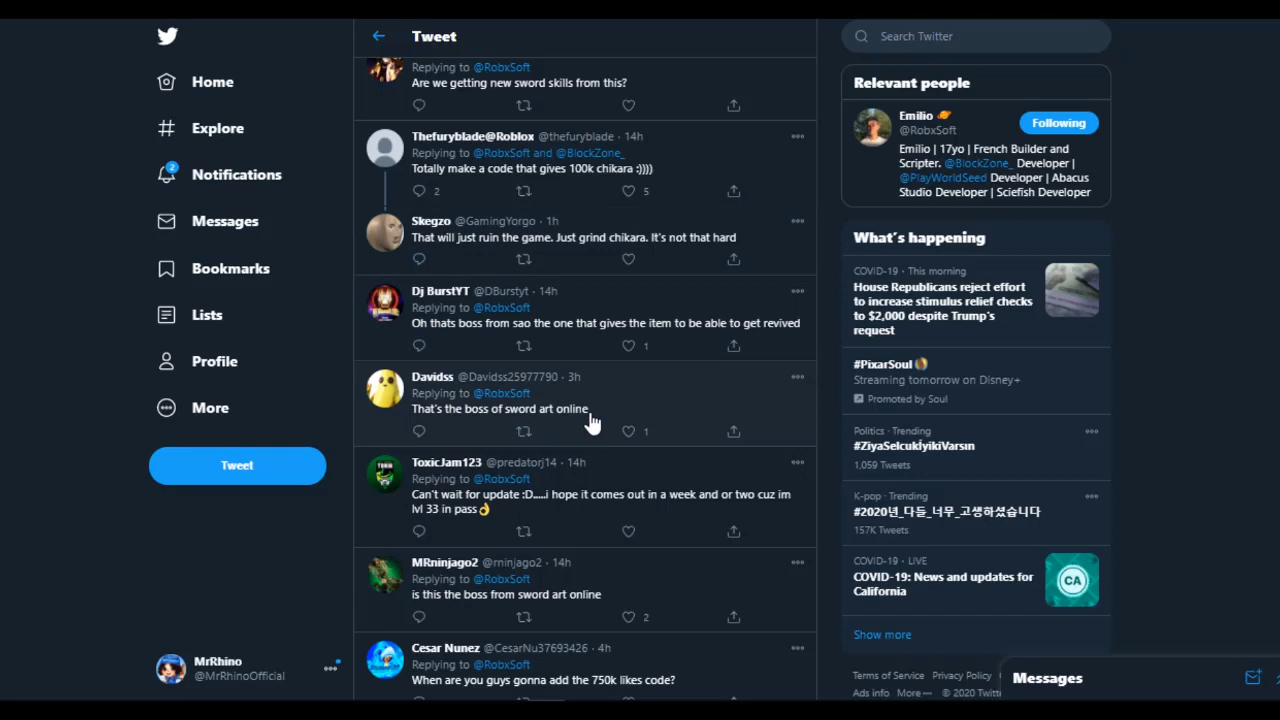 Home
Explore
2
Notifications
Messages
Bookmarks
Lists
Profile
More
Tweet
MrRhino
@MrRhinoOfficial
Tweet
Replying to @RobxSoft
Are we getting new sword skills from this?
Thefuryblade@Roblox @thefuryblade · 14h
Replying to @RobxSoft and @BlockZone_
Totally make a code that gives 100k chikara :))))
2 5
Skegzo @GamingYorgo · 1h
That will just ruin the game. Just grind chikara. It's not that hard
Dj BurstYT @DBurstyt · 14h
Replying to @RobxSoft
Oh thats boss from sao the one that gives the item to be able to get revived
1
Davidss @Davidss25977790 · 3h
Replying to @RobxSoft
That's the boss of sword art online
1
ToxicJam123 @predatorj14 · 14h
Replying to @RobxSoft
Can't wait for update :D.....i hope it comes out in a week and or two cuz im
lvl 33 in pass👌
MRninjago2 @rninjago2 · 14h
Replying to @RobxSoft
is this the boss from sword art online
2
Cesar Nunez @CesarNu37693426 · 4h
Replying to @RobxSoft
When are you guys gonna add the 750k likes code?
Search Twitter
Relevant people
Emilio 🪐
@RobxSoft
Following
Emilio | 17yo | French Builder and
Scripter. @BlockZone_ Developer |
@PlayWorldSeed Developer | Abacus
Studio Developer | Sciefish Developer
What's happening
COVID-19 · This morning
House Republicans reject effort
to increase stimulus relief checks
to $2,000 despite Trump's
request
#PixarSoul
Streaming tomorrow on Disney+
Promoted by Soul
Politics · Trending
#ZiyaSelcukİyikiVarsın
1,059 Tweets
K-pop · Trending
#2020년_다들_너무_고생하셨습니다
157K Tweets
COVID-19 · LIVE
COVID-19: News and updates for
California
CA
Show more
Terms of Service Privacy Policy
Ads info More··· © 2020
Messages